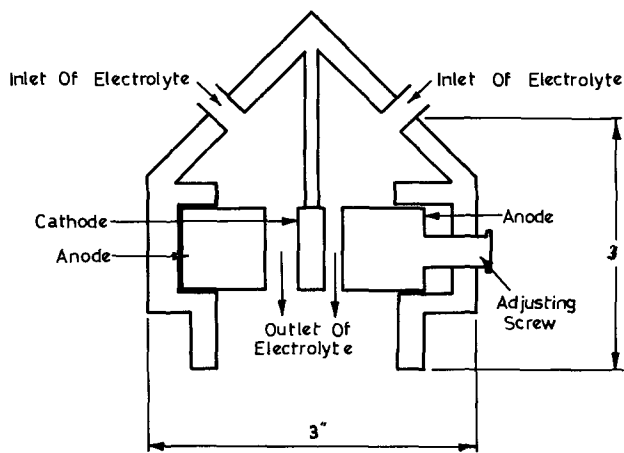 Inlet Of Electrolyte
Inlet Of Electrolyte
Cathode
Anode
Anode
3
Adjusting
Screw
Outlet Of
Electrolyte
3"